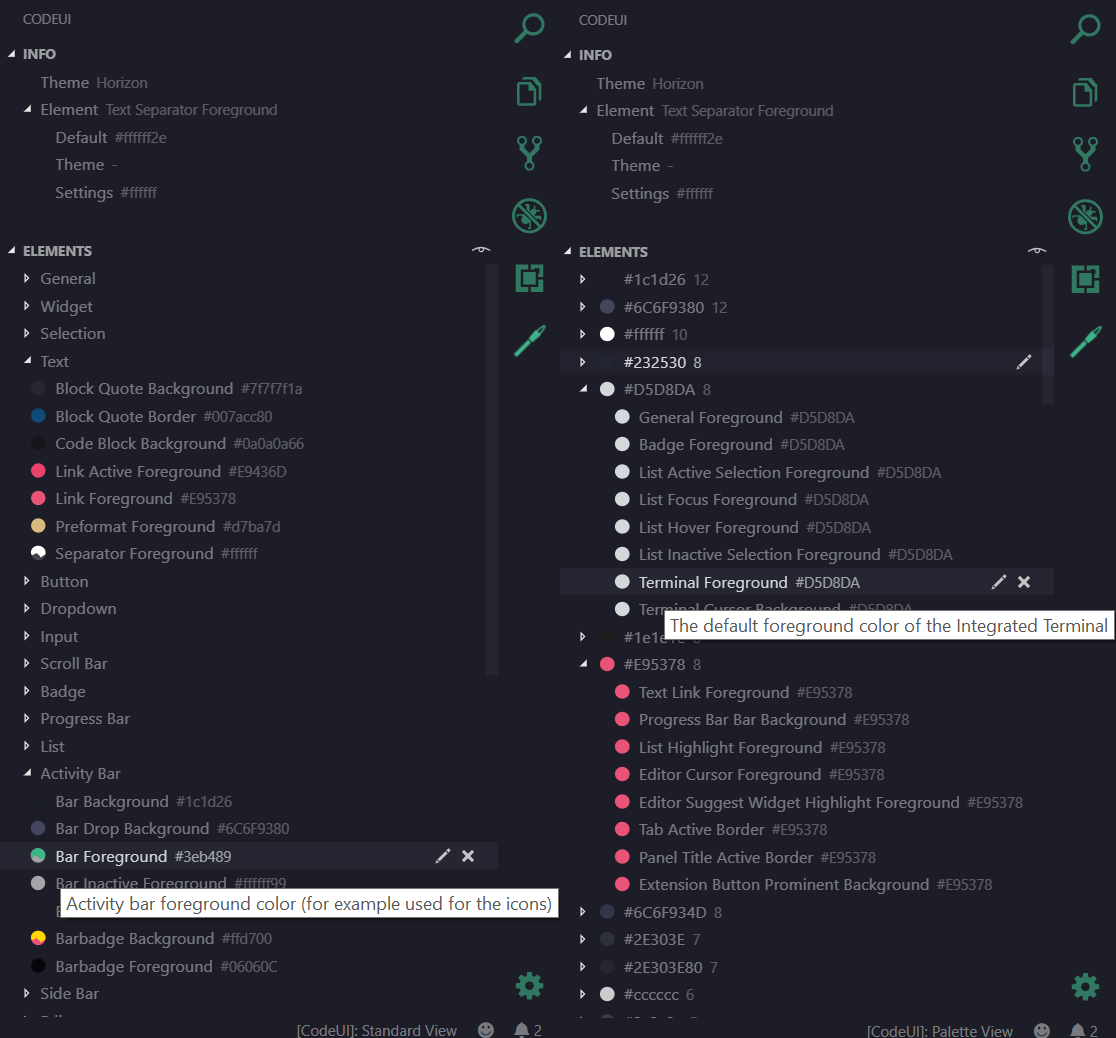 CODEUI
INFO
Theme Horizon
Element Text Separator Foreground
Default #ffffff2e
Theme -
Settings #ffffff
ELEMENTS
General
Widget
Selection
Text
Block Quote Background #7f7f7f1a
Block Quote Border #007acc80
Code Block Background #0a0a0a66
Link Active Foreground #E9436D
Link Foreground #E95378
Preformat Foreground #d7ba7d
Separator Foreground #ffffff
Button
Dropdown
Input
Scroll Bar
Badge
Progress Bar
List
Activity Bar
Bar Background #1c1d26
Bar Drop Background #6C6F9380
Bar Foreground #3eb489
Bar Inactive Foreground #ffffff99
Activity bar foreground color (for example used for the icons)
Barbadge Background #ffd700
Barbadge Foreground #06060C
Side Bar
[CodeUI]: Standard View 2
CODEUI
INFO
Theme Horizon
Element Text Separator Foreground
Default #ffffff2e
Theme -
Settings #ffffff
ELEMENTS
#1c1d26 12
#6C6F9380 12
#ffffff 10
#232530 8
#D5D8DA 8
General Foreground #D5D8DA
Badge Foreground #D5D8DA
List Active Selection Foreground #D5D8DA
List Focus Foreground #D5D8DA
List Hover Foreground #D5D8DA
List Inactive Selection Foreground #D5D8DA
Terminal Foreground #D5D8DA
Terminal Cursor Background #D5D8DA
The default foreground color of the Integrated Terminal
#E95378 8
Text Link Foreground #E95378
Progress Bar Bar Background #E95378
List Highlight Foreground #E95378
Editor Cursor Foreground #E95378
Editor Suggest Widget Highlight Foreground #E95378
Tab Active Border #E95378
Panel Title Active Border #E95378
Extension Button Prominent Background #E95378
#6C6F934D 8
#2E303E 7
#2E303E80 7
#cccccc 6
[CodeUI]: Palette View 2